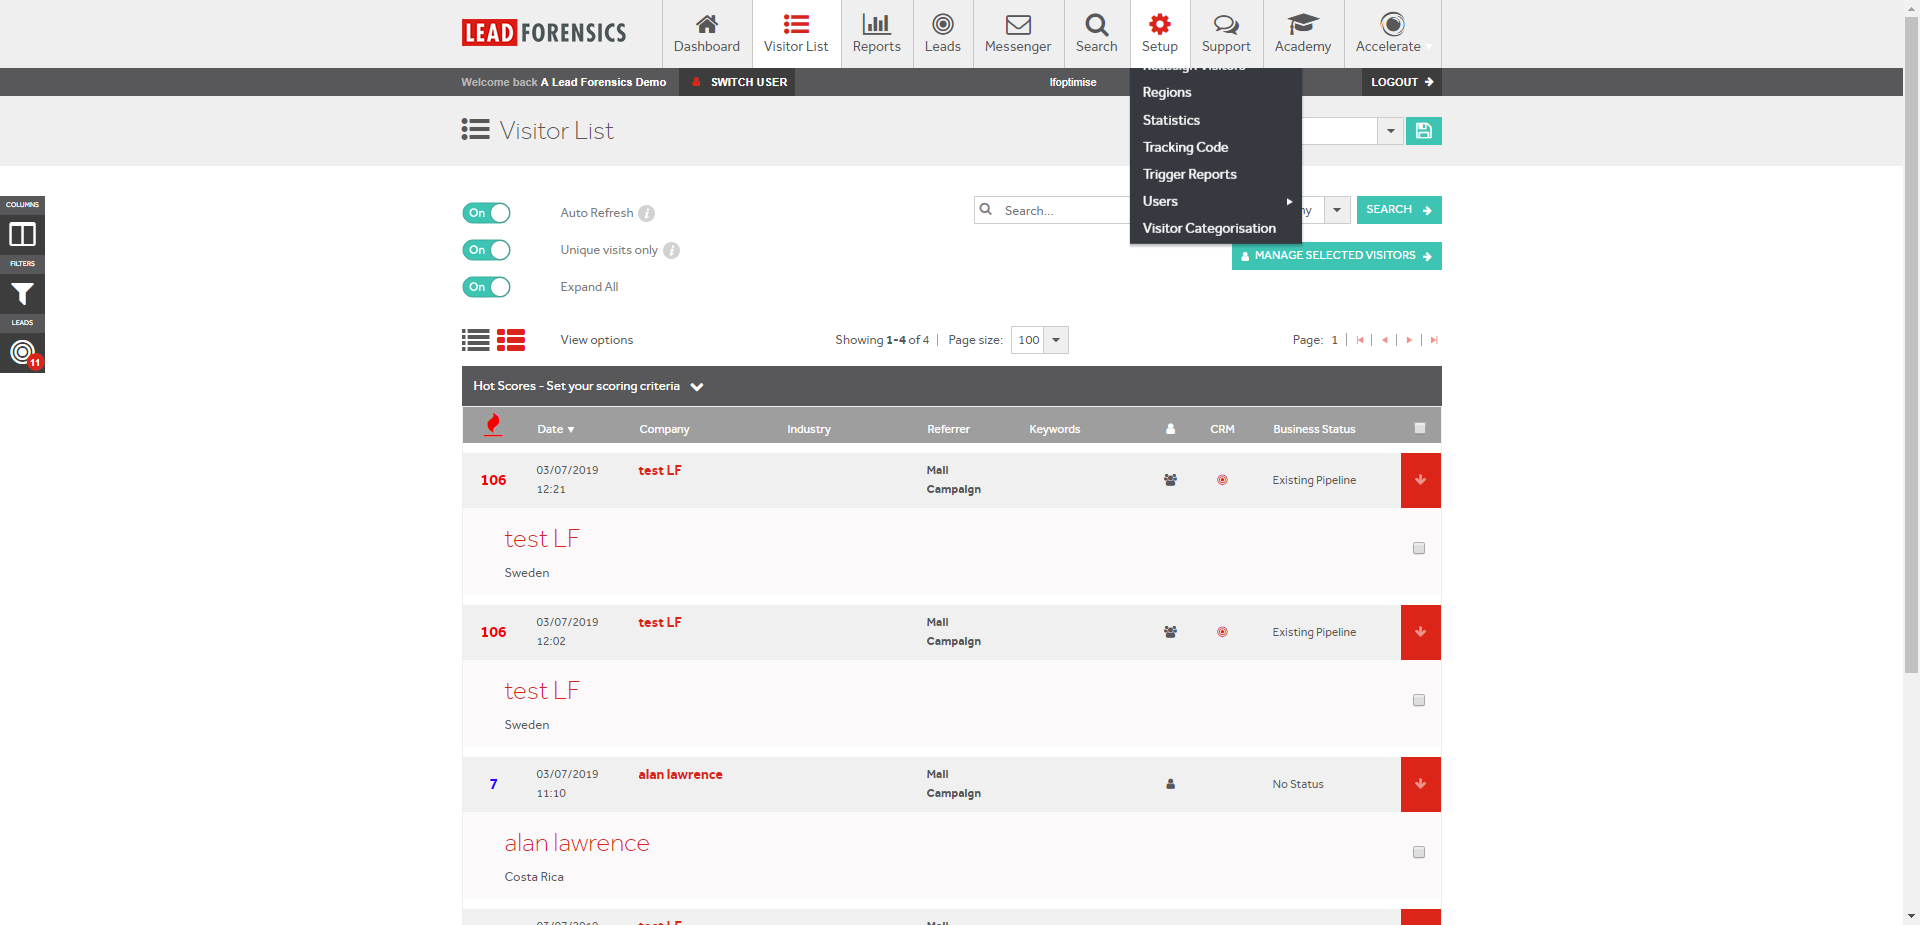 LEAD FORENSICS
Dashboard
Visitor List
Reports
Leads
Messenger
Search
Setup
Support
Academy
Accelerate
Welcome back A Lead Forensics Demo
SWITCH USER
lfoptimise
LOGOUT
Reassign Visitors
Regions
Statistics
Tracking Code
Trigger Reports
Users
Visitor Categorisation
Visitor List
COLUMNS
FILTERS
LEADS
11
On Auto Refresh i
On Unique visits only i
On Expand All
Search...
SEARCH
MANAGE SELECTED VISITORS
View options
Showing 1-4 of 4 | Page size: 100
Page: 1
Hot Scores - Set your scoring criteria
Date Company Industry Referrer Keywords CRM Business Status
106 03/07/2019 test LF Mall Existing Pipeline
12:21 Campaign
test LF
Sweden
106 03/07/2019 test LF Mall Existing Pipeline
12:02 Campaign
test LF
Sweden
7 03/07/2019 alan lawrence Mall No Status
11:10 Campaign
alan lawrence
Costa Rica